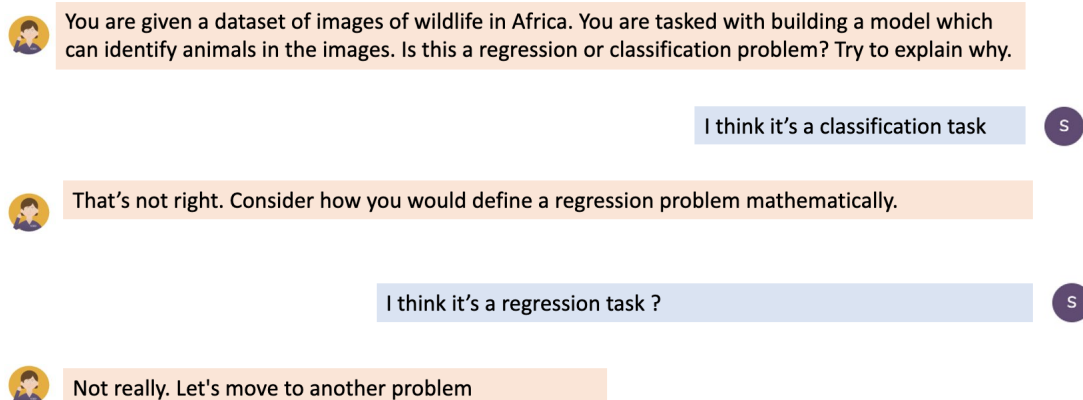 You are given a dataset of images of wildlife in Africa. You are tasked with building a model which
can identify animals in the images. Is this a regression or classification problem? Try to explain why.
I think it’s a classification task
S
That’s not right. Consider how you would define a regression problem mathematically.
I think it’s a regression task ?
S
Not really. Let's move to another problem